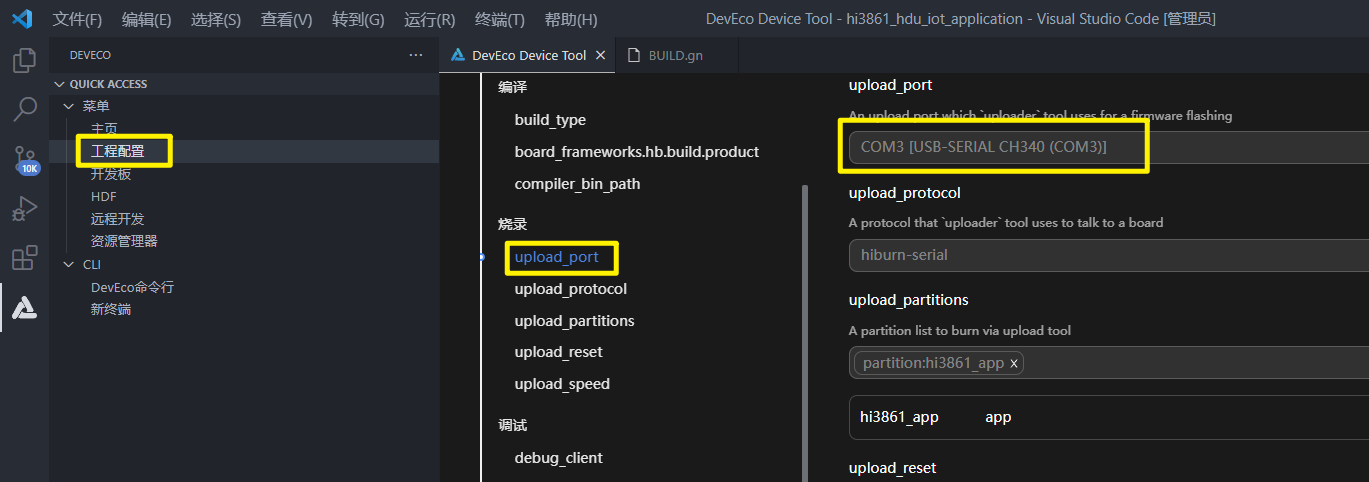 文件(F) 编辑(E) 选择(S) 查看(V) 转到(G) 运行(R) 终端(T) 帮助(H) DevEco Device Tool - hi3861_hdu_iot_application - Visual Studio Code [管理员]
DEVECO ···
QUICK ACCESS
菜单
主页
工程配置
开发板
HDF
远程开发
资源管理器
CLI
DevEco命令行
新终端
10K
DevEco Device Tool ×
BUILD.gn
编译
build_type
board_frameworks.hb.build.product
compiler_bin_path
烧录
upload_port
upload_protocol
upload_partitions
upload_reset
upload_speed
调试
debug_client
upload_port
An upload port which `uploader` tool uses for a firmware flashing
COM3 [USB-SERIAL CH340 (COM3)]
upload_protocol
A protocol that `uploader` tool uses to talk to a board
hiburn-serial
upload_partitions
A partition list to burn via upload tool
partition:hi3861_app x
hi3861_app app
upload_reset